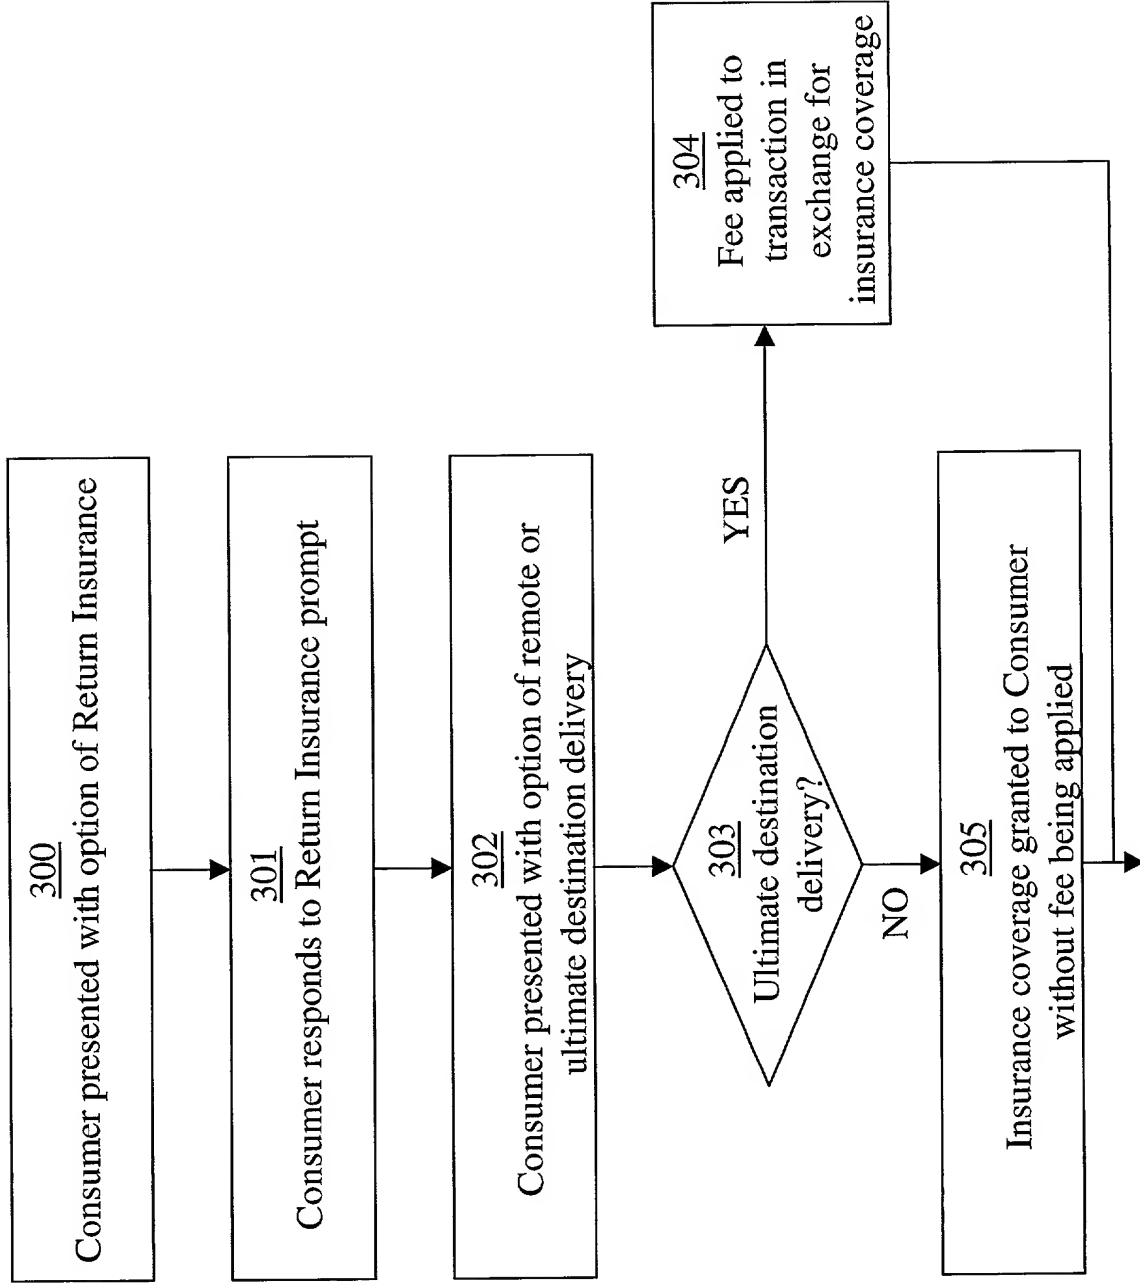 300
Consumer presented with option of Return Insurance
301
Consumer responds to Return Insurance prompt
302
Consumer presented with option of remote or
ultimate destination delivery
303
Ultimate destination
delivery?
YES
304
Fee applied to
transaction in
exchange for
insurance coverage
NO
305
Insurance coverage granted to Consumer
without fee being applied